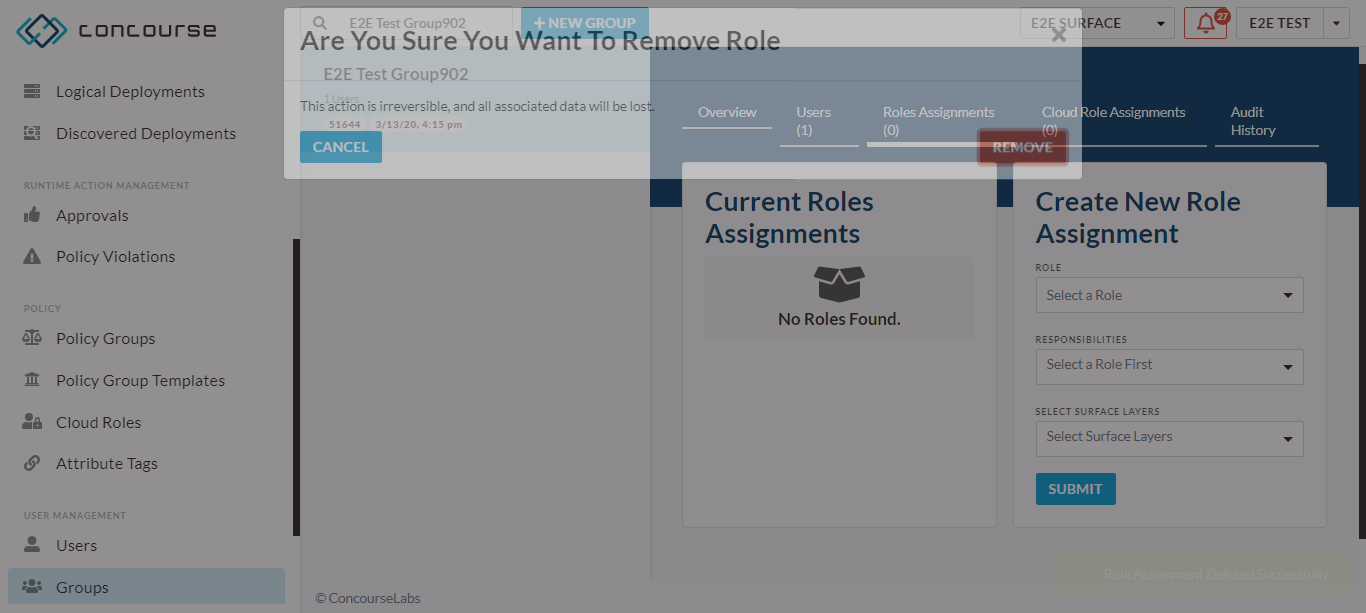 concourse
E2E Test Group902
+ NEW GROUP
E2E SURFACE
27
E2E TEST
Are You Sure You Want To Remove Role
×
E2E Test Group902
1 Users
This action is irreversible, and all associated data will be lost.
51644
3/13/20, 4:15 pm
CANCEL
REMOVE
Overview
Users
(1)
Roles Assignments
(0)
Cloud Role Assignments
(0)
Audit
History
Logical Deployments
Discovered Deployments
RUNTIME ACTION MANAGEMENT
Approvals
Policy Violations
POLICY
Policy Groups
Policy Group Templates
Cloud Roles
Attribute Tags
USER MANAGEMENT
Users
Groups
Current Roles
Assignments
No Roles Found.
Create New Role
Assignment
ROLE
Select a Role
RESPONSIBILITIES
Select a Role First
SELECT SURFACE LAYERS
Select Surface Layers
SUBMIT
Role Assignment Deleted Successfully
© ConcourseLabs